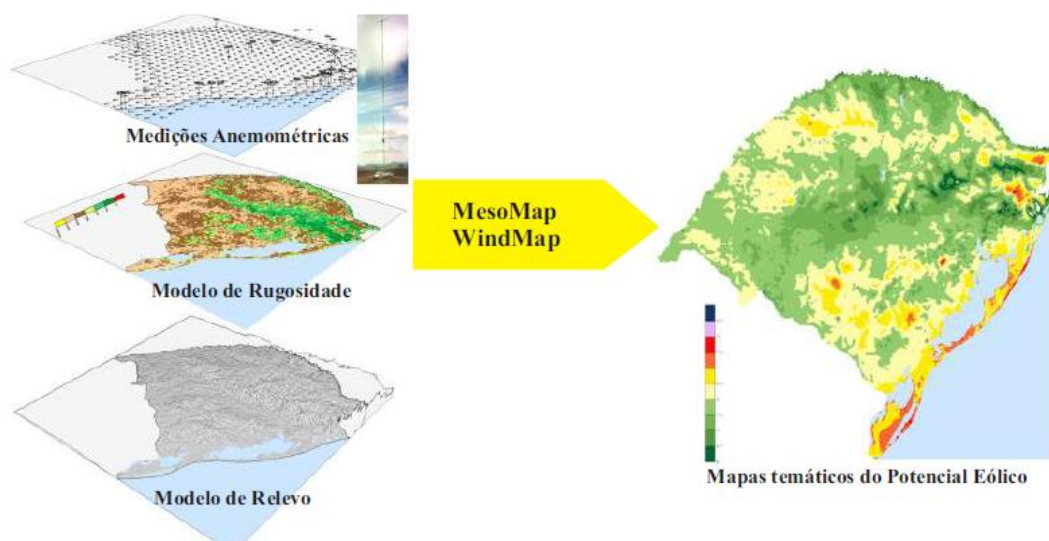 Medições Anemométricas
Modelo de Rugosidade
Modelo de Relevo
MesoMap
WindMap
Mapas temáticos do Potencial Eólico